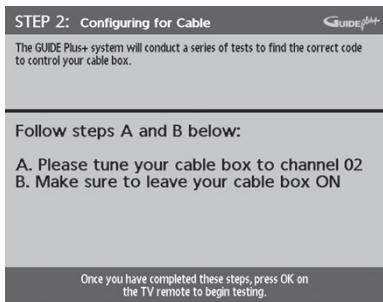 STEP 2: Configuring for Cable
GUIDE Plus+
The GUIDE Plus+ system will conduct a series of tests to find the correct code
to control your cable box.
Follow steps A and B below:
A. Please tune your cable box to channel 02
B. Make sure to leave your cable box ON
Once you have completed these steps, press OK on
the TV remote to begin testing.